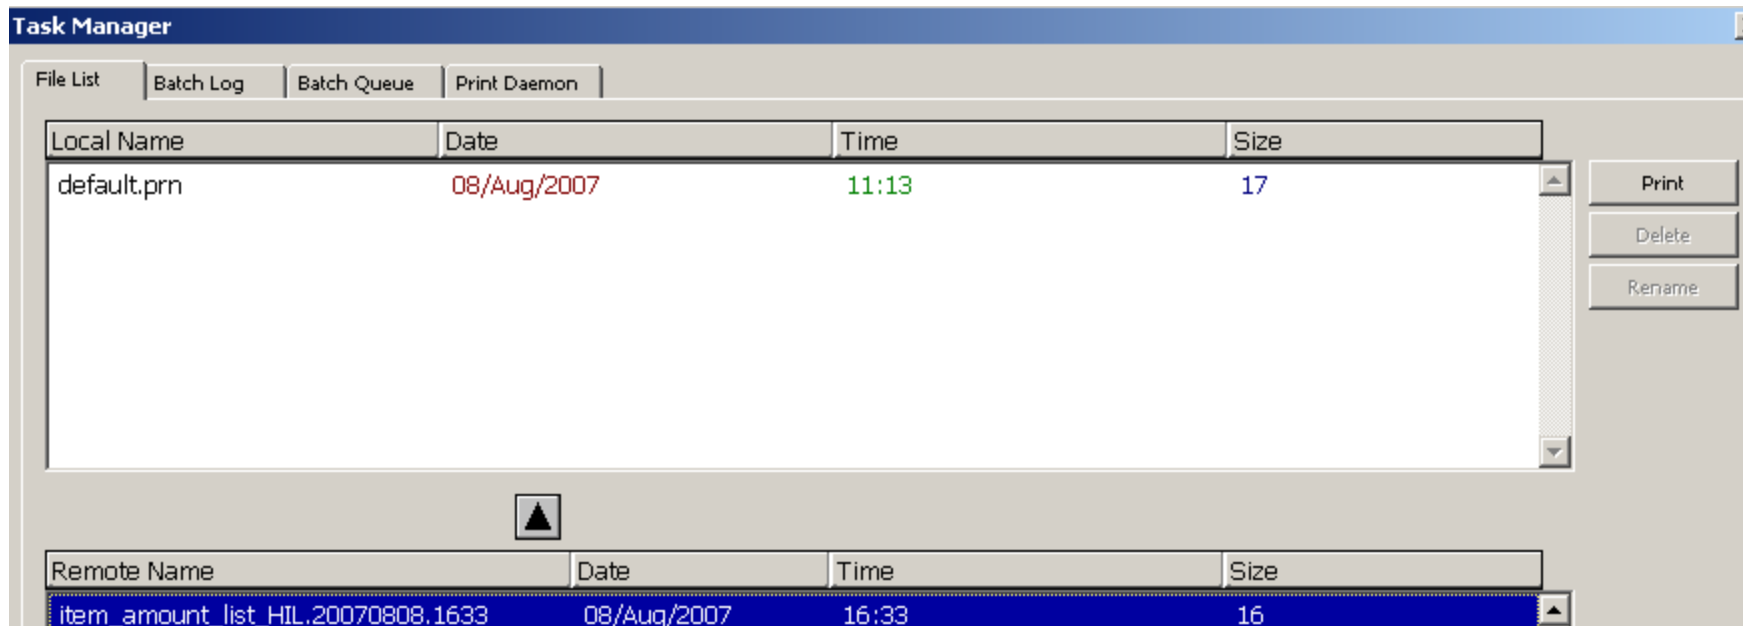 Task Manager
File List Batch Log Batch Queue Print Daemon
Local Name Date Time Size
default.prn 08/Aug/2007 11:13 17
Print
Delete
Rename
Remote Name Date Time Size
item_amount_list_HIL.20070808.1633 08/Aug/2007 16:33 16